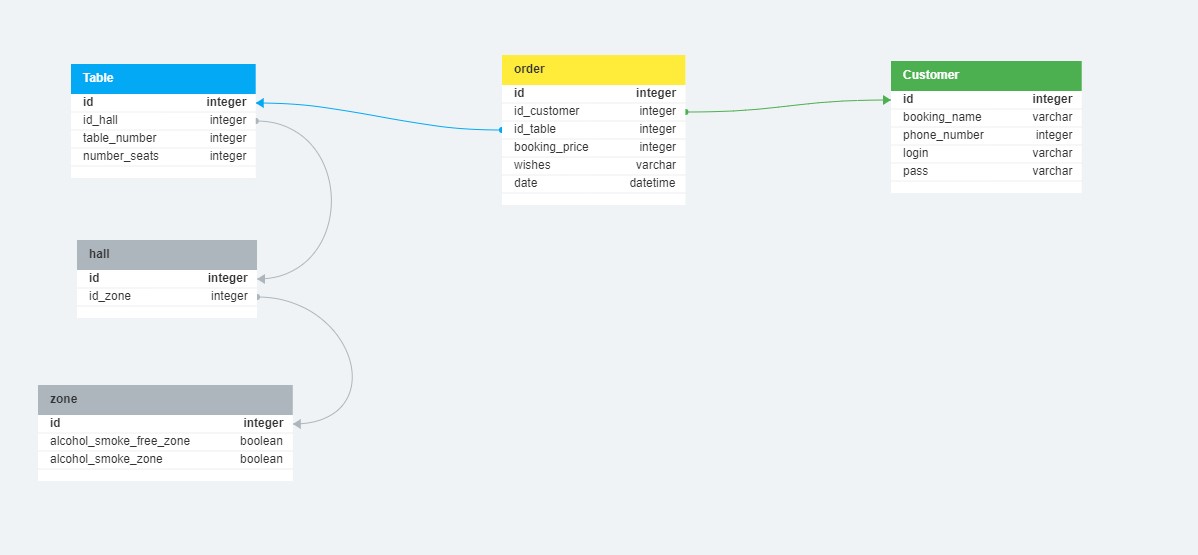 Table
id integer
id_hall integer
table_number integer
number_seats integer
order
id integer
id_customer integer
id_table integer
booking_price integer
wishes varchar
date datetime
Customer
id integer
booking_name varchar
phone_number integer
login varchar
pass varchar
hall
id integer
id_zone integer
zone
id integer
alcohol_smoke_free_zone boolean
alcohol_smoke_zone boolean